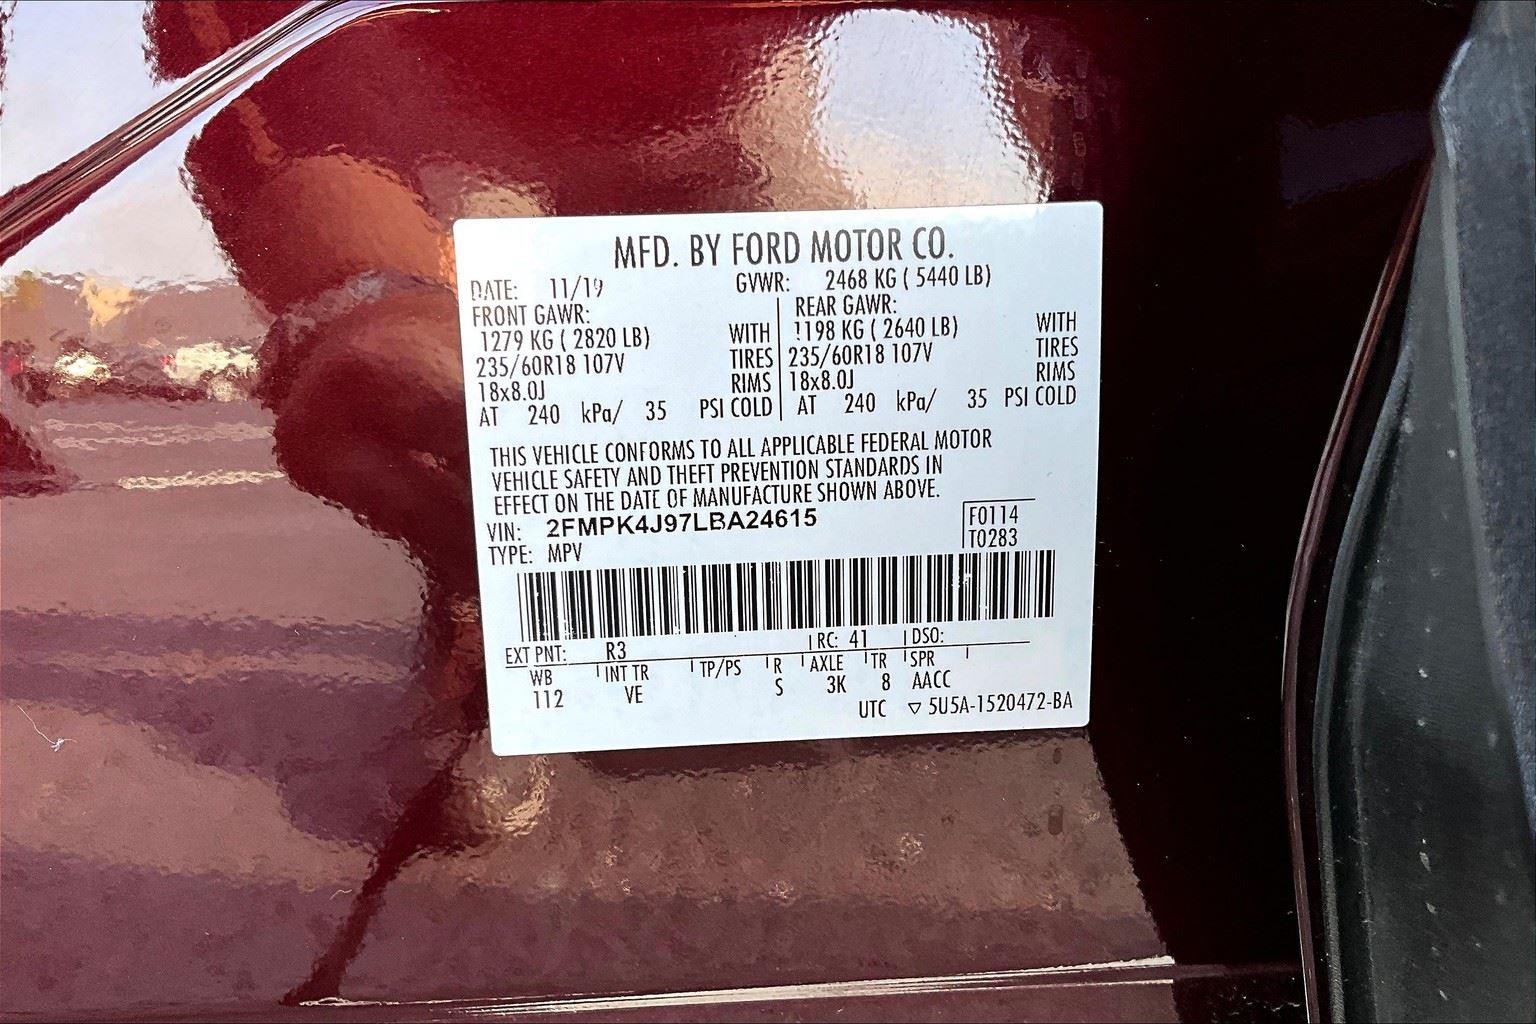 MFD. BY FORD MOTOR CO.
DATE: 11/19 GVWR: 2468 KG ( 5440 LB)
FRONT GAWR: REAR GAWR:
1279 KG ( 2820 LB) WITH 1198 KG ( 2640 LB) WITH
235/60R18 107V TIRES 235/60R18 107V TIRES
18x8.0J RIMS 18x8.0J RIMS
AT 240 kPa/ 35 PSI COLD AT 240 kPa/ 35 PSI COLD
THIS VEHICLE CONFORMS TO ALL APPLICABLE FEDERAL MOTOR
VEHICLE SAFETY AND THEFT PREVENTION STANDARDS IN
EFFECT ON THE DATE OF MANUFACTURE SHOWN ABOVE.
VIN: 2FMPK4J97LBA24615 F0114
TYPE: MPV T0283
EXT PNT: R3 RC: 41 DSO:
WB INT TR TP/PS R AXLE TR SPR
112 VE S 3K 8 AACC
UTC ▽ 5U5A-1520472-BA